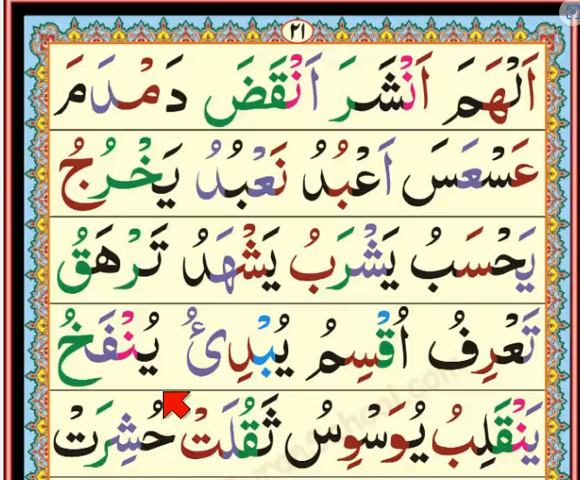 ٢١
اَلْهَمَ اَنْشَرَ اَنْقَضَ دَمْدَمَ
عَسْعَسَ اَعْبُدُ نَعْبُدُ يَخْرُجُ
يَحْسَبُ يَشْرَبُ يَشْهَدُ تَرْهَقُ
تَعْرِفُ اُقْسِمُ يُبْدِئُ يُنْفَخُ
يَنْقَلِبُ يُوَسْوِسُ ثَقُلَتْ حُشِرَتْ